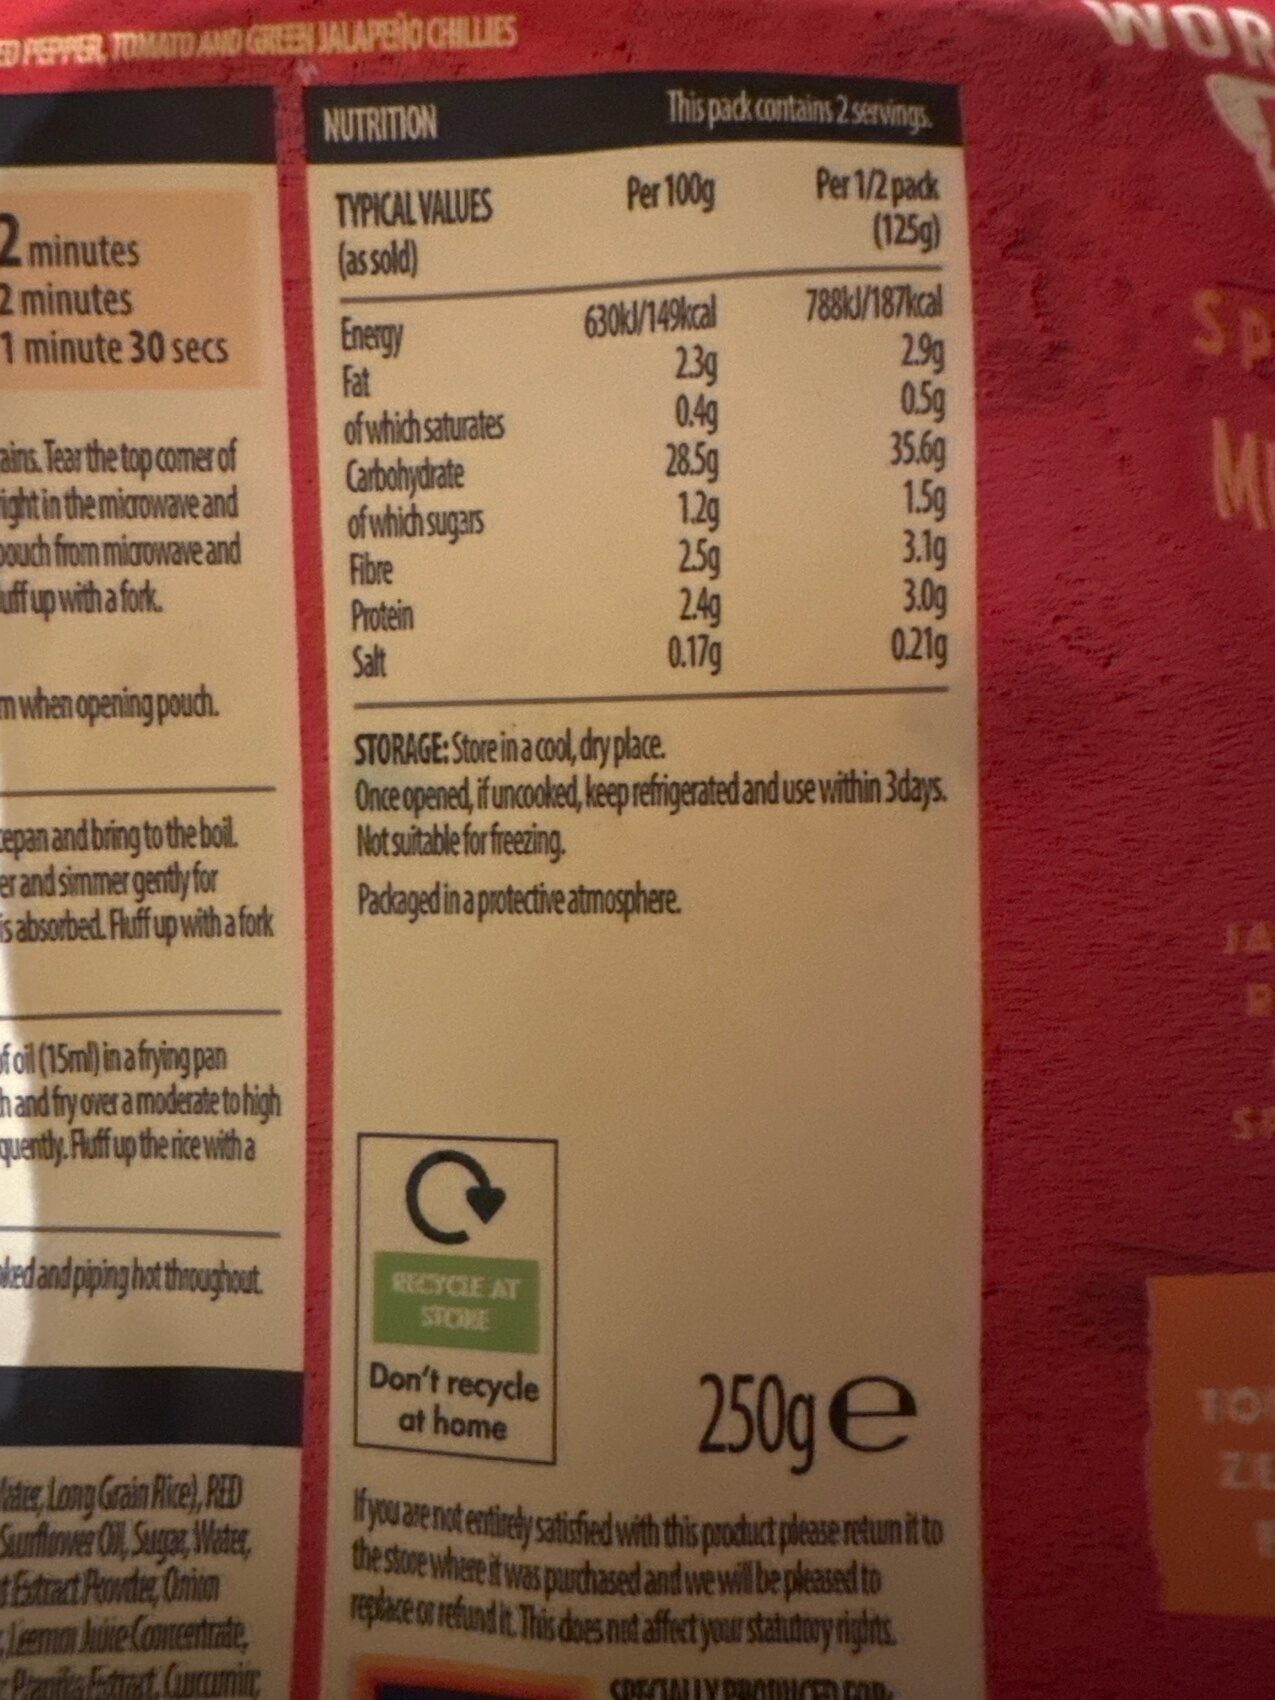 RED PEPPER, TOMATO AND GREEN JALAPEÑO CHILLIES
2 minutes
2 minutes
1 minute 30 secs
Tear the top corner of
in the microwave and
from microwave and
up with a fork.
when opening pouch.
and bring to the boil.
and simmer gently for
is absorbed. Fluff up with a fork
of oil (15ml) in a frying pan
and fry over a moderate to high
Fluff up the rice with a
and piping hot throughout.
Long Grain Rice), RED
Sunflower Oil, Sugar, Water,
Extract Powder, Onion
Lemon Juice Concentrate,
Paprika Extract, Curcumin;
NUTRITION This pack contains 2 servings.
TYPICAL VALUES Per 100g Per 1/2 pack
(as sold) (125g)
Energy 630kJ/149kcal 788kJ/187kcal
Fat 2.3g 2.9g
of which saturates 0.4g 0.5g
Carbohydrate 28.5g 35.6g
of which sugars 1.2g 1.5g
Fibre 2.5g 3.1g
Protein 2.4g 3.0g
Salt 0.17g 0.21g
STORAGE: Store in a cool, dry place.
Once opened, if uncooked, keep refrigerated and use within 3days.
Not suitable for freezing.
Packaged in a protective atmosphere.
RECYCLE AT
STORE
Don't recycle
at home
250g e
If you are not entirely satisfied with this product please return it to
the store where it was purchased and we will be pleased to
replace or refund it. This does not affect your statutory rights.
SPECIALLY PRODUCED FOR: